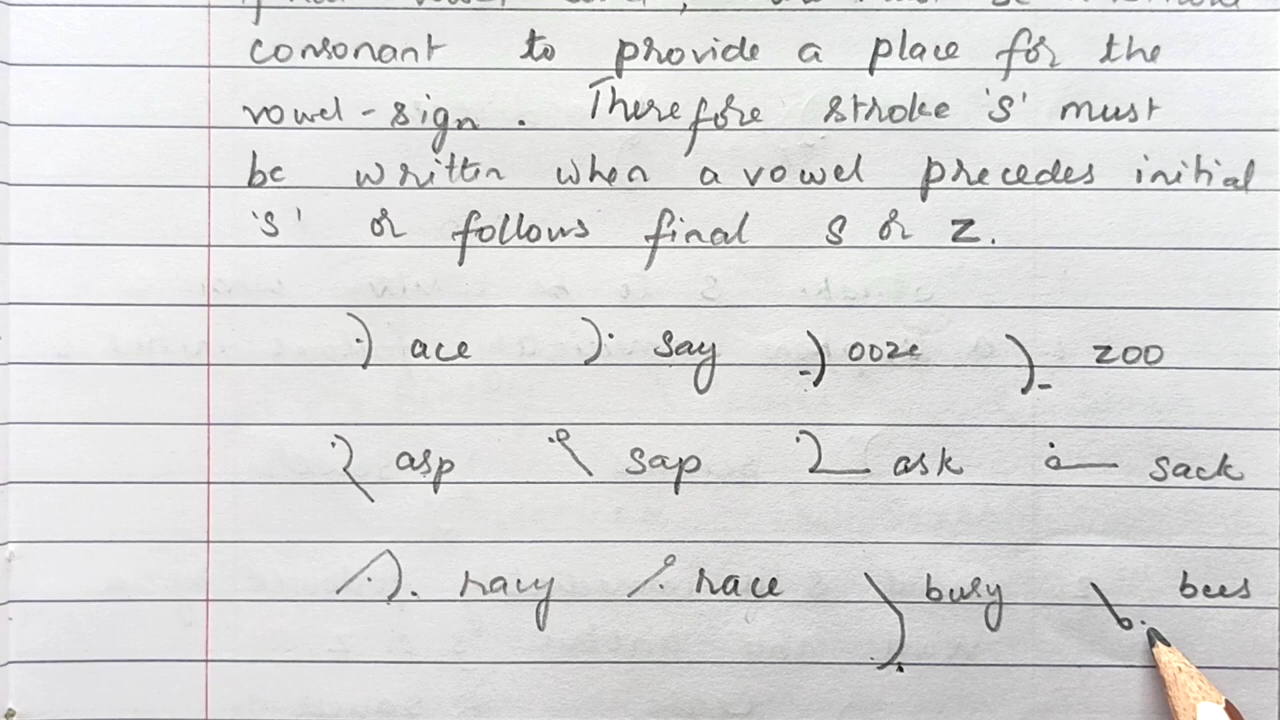 consonant to provide a place for the
vowel-sign. Therefore stroke 's' must
be written when a vowel precedes initial
's' or follows final s or z.
ace say ooze zoo
asp sap ask sack
racy race busy bees